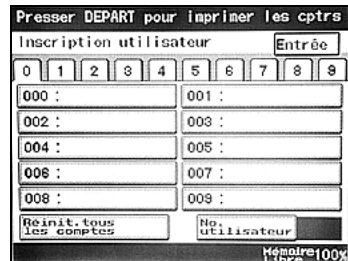 Presser DEPART pour imprimer les cptrs
Inscription utilisateur
Entrée
0 1 2 3 4 5 6 7 8 9
000 : 001 :
002 : 003 :
004 : 005 :
006 : 007 :
008 : 009 :
Réinit.tous
les comptes
No.
utilisateur
Mémoire
Libre 100%